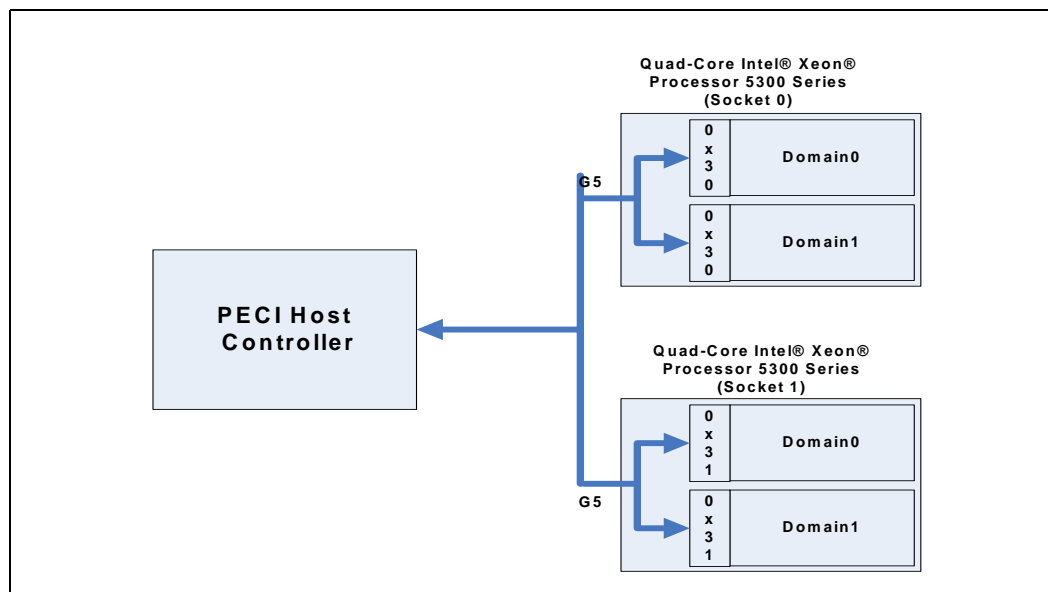 Quad-Core Intel® Xeon®
Processor 5300 Series
(Socket 0)
0
x
3
0
Domain0
G5
0
x
3
0
Domain1
PECI Host
Controller
Quad-Core Intel® Xeon®
Processor 5300 Series
(Socket 1)
0
x
3
1
Domain0
G5
0
x
3
1
Domain1